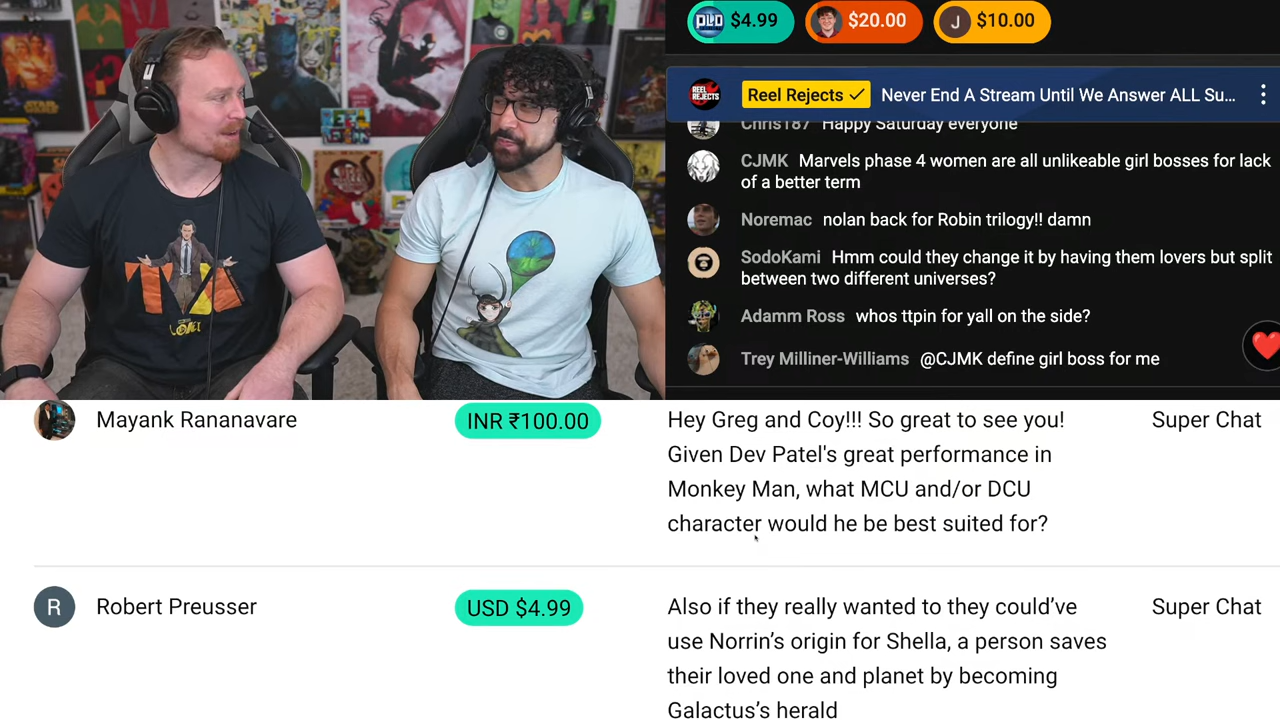 $4.99
$20.00
J
$10.00
REEL REJECTS
Reel Rejects
Never End A Stream Until We Answer ALL Su...
Chris187 Happy Saturday everyone
CJMK Marvels phase 4 women are all unlikeable girl bosses for lack
of a better term
Noremac nolan back for Robin trilogy!! damn
SodoKami Hmm could they change it by having them lovers but split
between two different universes?
Adamm Ross whos ttpin for yall on the side?
Trey Milliner-Williams @CJMK define girl boss for me
TVA
LOKI
Mayank Rananavare
INR ₹100.00
Hey Greg and Coy!!! So great to see you!
Given Dev Patel's great performance in
Monkey Man, what MCU and/or DCU
character would he be best suited for?
Super Chat
R
Robert Preusser
USD $4.99
Also if they really wanted to they could've
use Norrin's origin for Shella, a person saves
their loved one and planet by becoming
Galactus's herald
Super Chat